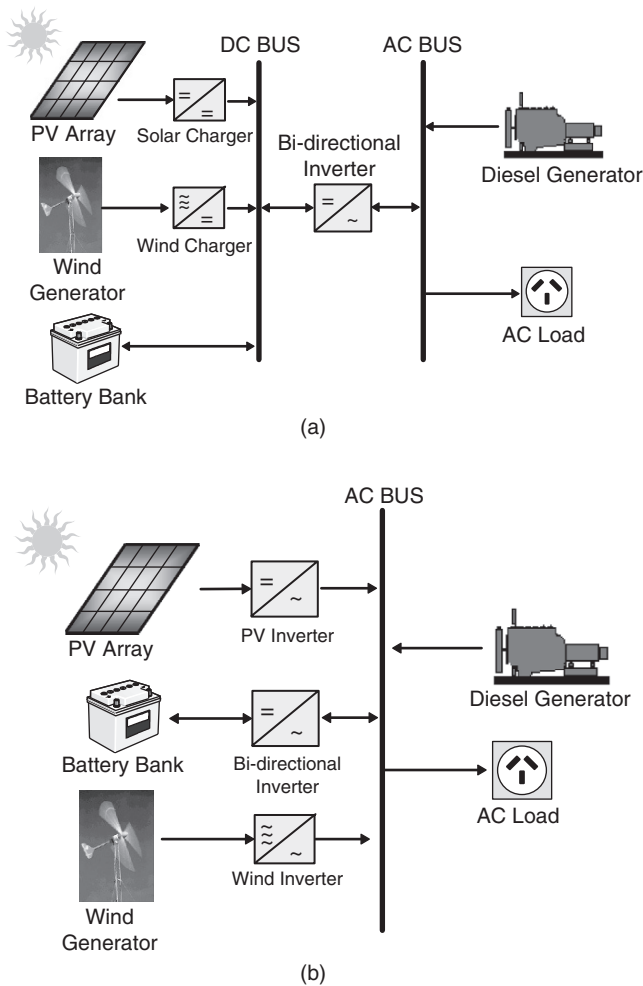 DC BUS
AC BUS
PV Array
Solar Charger
Bi-directional
Inverter
Diesel Generator
Wind
Generator
Wind Charger
AC Load
Battery Bank
(a)
AC BUS
PV Array
PV Inverter
Diesel Generator
Battery Bank
Bi-directional
Inverter
AC Load
Wind
Generator
Wind Inverter
(b)